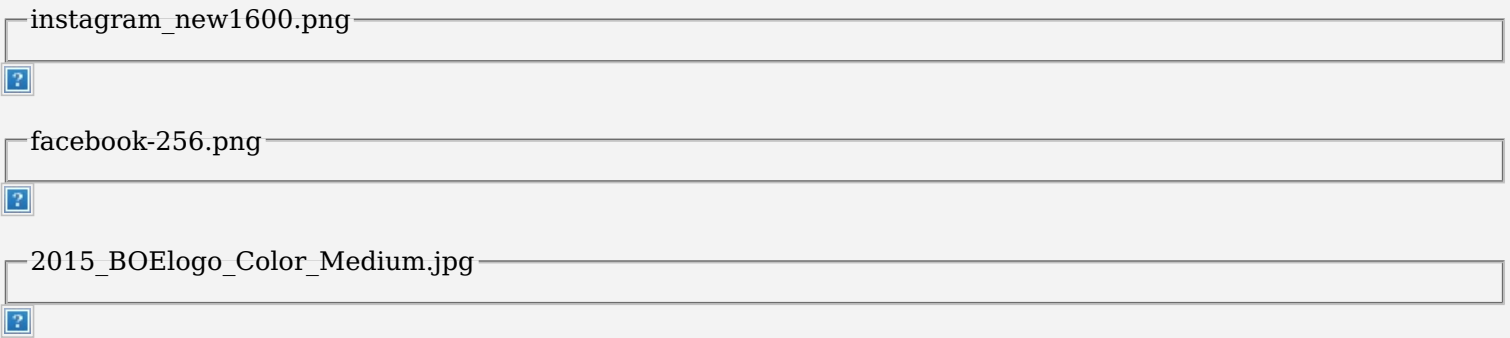 instagram_new1600.png
?
facebook-256.png
?
2015_BOElogo_Color_Medium.jpg
?